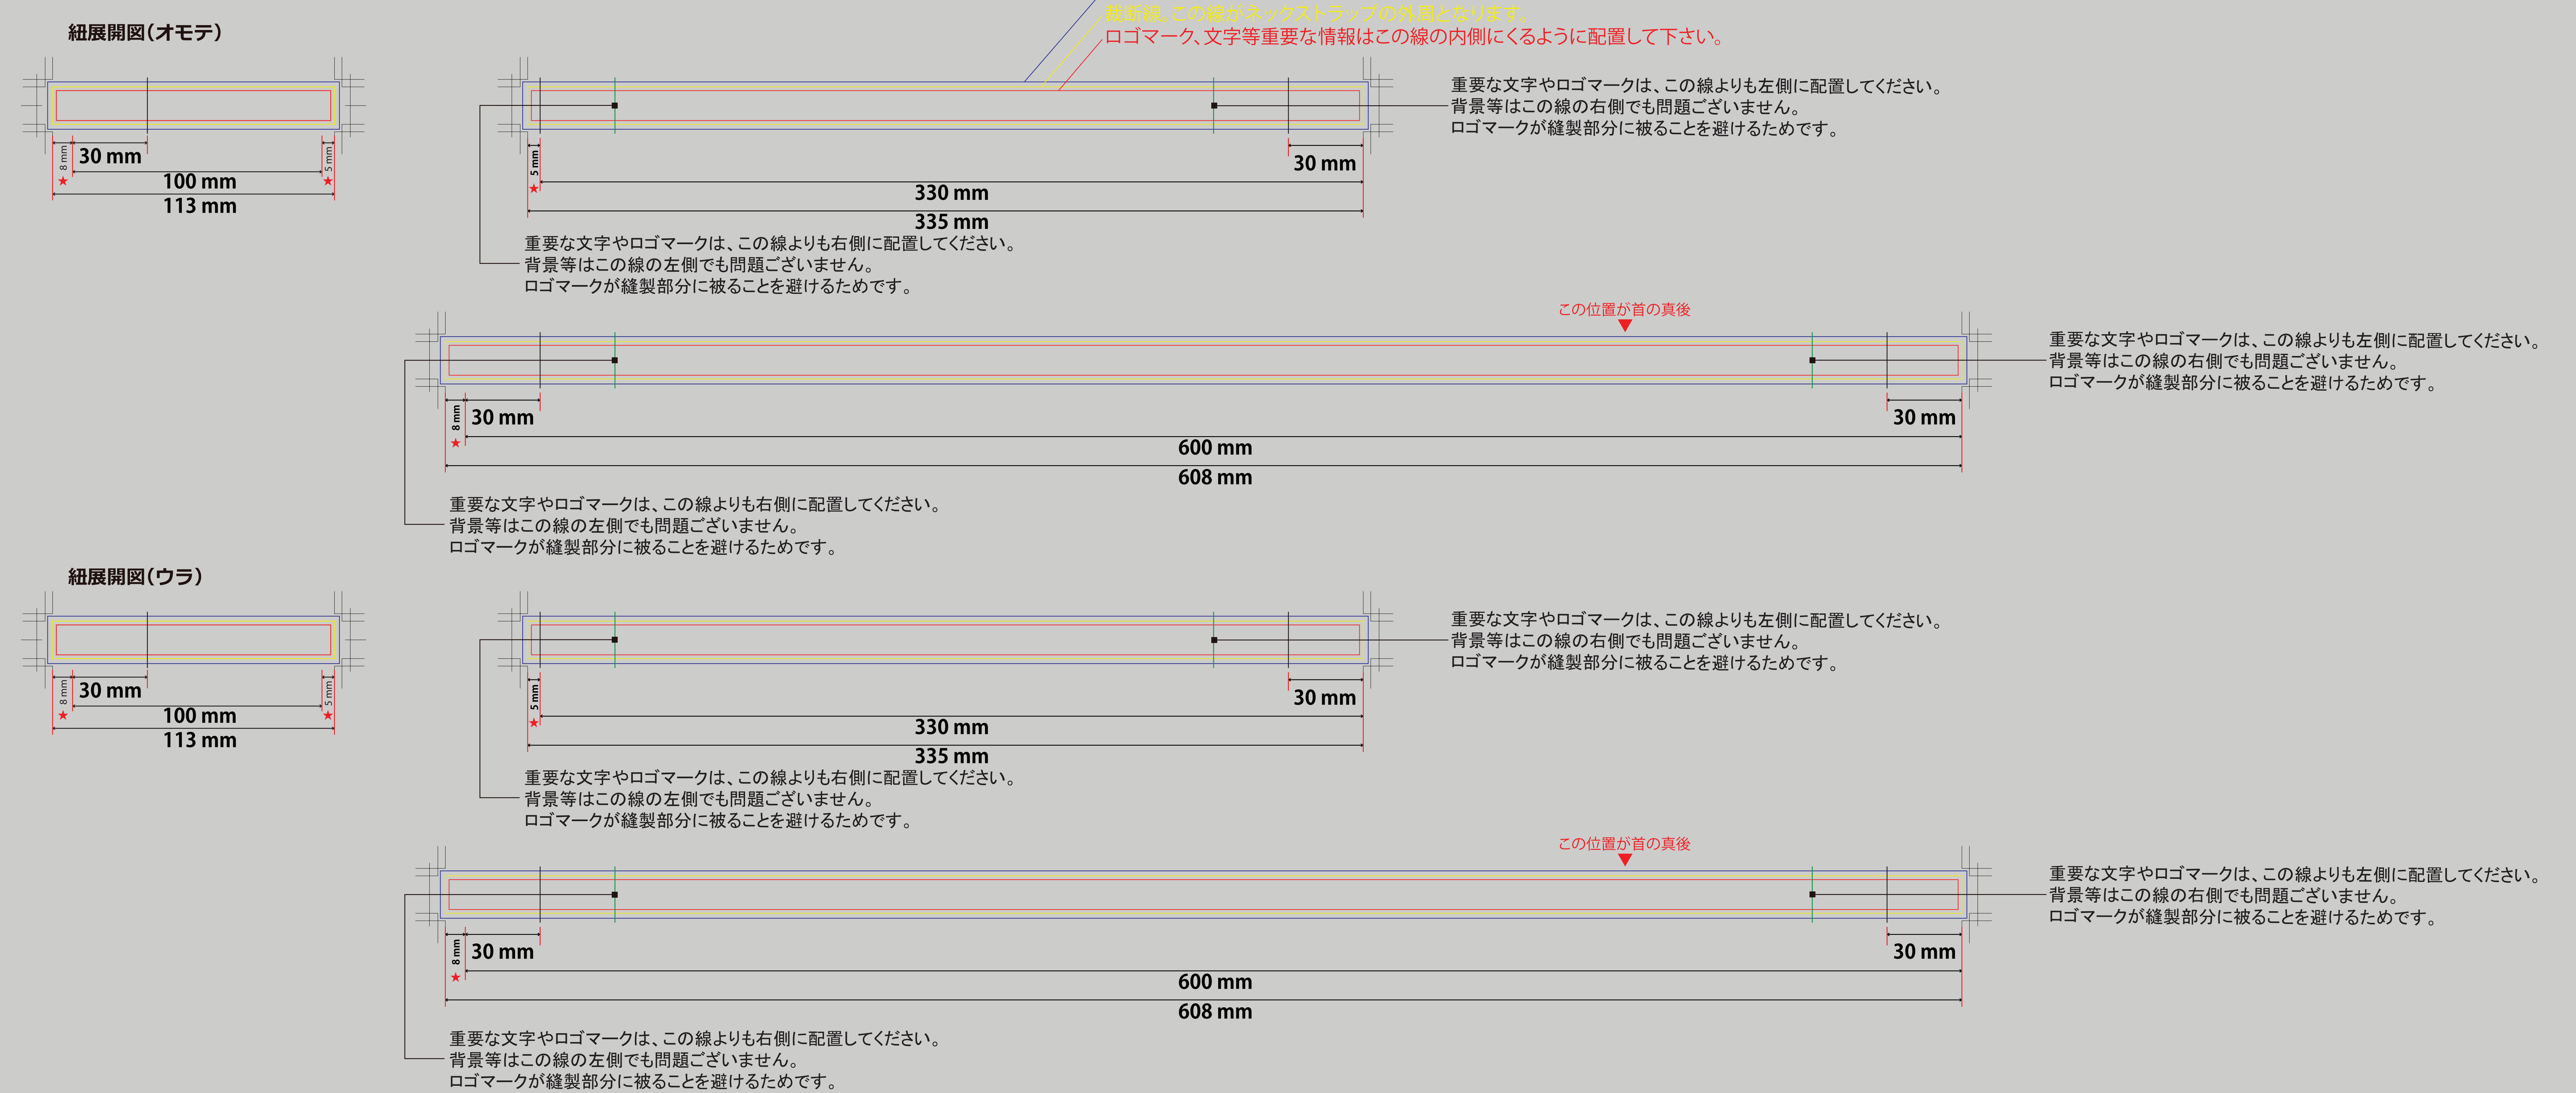 紐展開図(オモテ)
裁断線。この線がネックストラップの外周となります。
ロゴマーク、文字等重要な情報はこの線の内側にくるように配置して下さい。
重要な文字やロゴマークは、この線よりも左側に配置してください。
背景等はこの線の右側でも問題ございません。
ロゴマークが縫製部分に被ることを避けるためです。
8 mm
30 mm
5 mm
★
★
100 mm
113 mm
5 mm
★
30 mm
330 mm
335 mm
重要な文字やロゴマークは、この線よりも右側に配置してください。
背景等はこの線の左側でも問題ございません。
ロゴマークが縫製部分に被ることを避けるためです。
この位置が首の真後
重要な文字やロゴマークは、この線よりも左側に配置してください。
背景等はこの線の右側でも問題ございません。
ロゴマークが縫製部分に被ることを避けるためです。
8 mm
★
30 mm
30 mm
600 mm
608 mm
重要な文字やロゴマークは、この線よりも右側に配置してください。
背景等はこの線の左側でも問題ございません。
ロゴマークが縫製部分に被ることを避けるためです。
紐展開図(ウラ)
重要な文字やロゴマークは、この線よりも左側に配置してください。
背景等はこの線の右側でも問題ございません。
ロゴマークが縫製部分に被ることを避けるためです。
8 mm
30 mm
5 mm
★
★
100 mm
113 mm
5 mm
★
30 mm
330 mm
335 mm
重要な文字やロゴマークは、この線よりも右側に配置してください。
背景等はこの線の左側でも問題ございません。
ロゴマークが縫製部分に被ることを避けるためです。
この位置が首の真後
重要な文字やロゴマークは、この線よりも左側に配置してください。
背景等はこの線の右側でも問題ございません。
ロゴマークが縫製部分に被ることを避けるためです。
8 mm
★
30 mm
30 mm
600 mm
608 mm
重要な文字やロゴマークは、この線よりも右側に配置してください。
背景等はこの線の左側でも問題ございません。
ロゴマークが縫製部分に被ることを避けるためです。